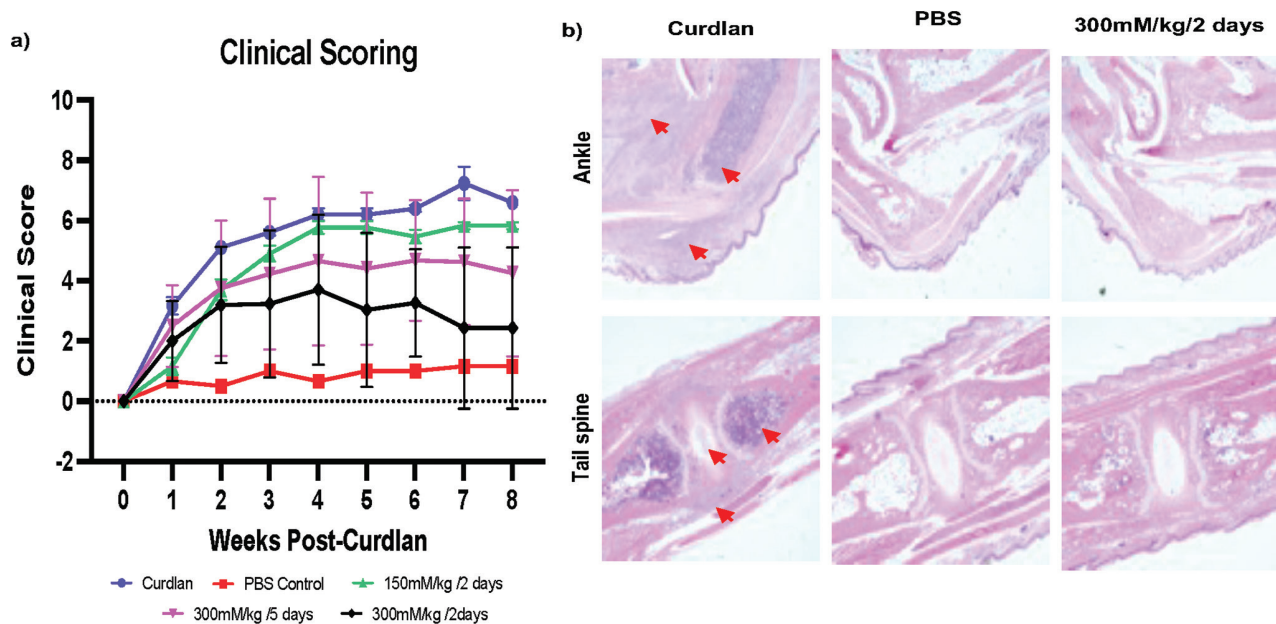 a)
Clinical Scoring
Clinical Score
10
8
6
4
2
0
-2
0 1 2 3 4 5 6 7 8
Weeks Post-Curdlan
Curdlan PBS Control 150mM/kg /2 days
300mM/kg /5 days 300mM/kg /2days
b)
Curdlan PBS 300mM/kg/2 days
Ankle
Tail spine